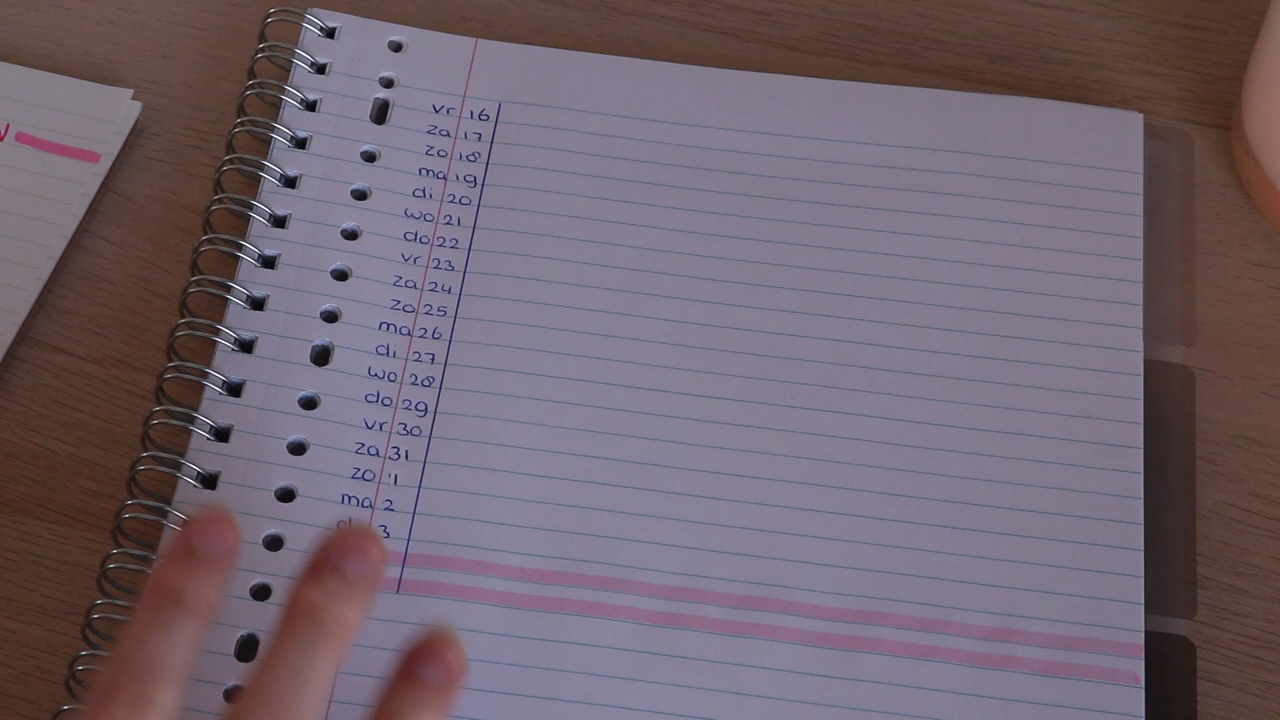 vr 16
za 17
zo 18
ma 19
di 20
wo 21
do 22
vr 23
za 24
zo 25
ma 26
di 27
wo 28
do 29
vr 30
za 31
zo 1
ma 2
di 3